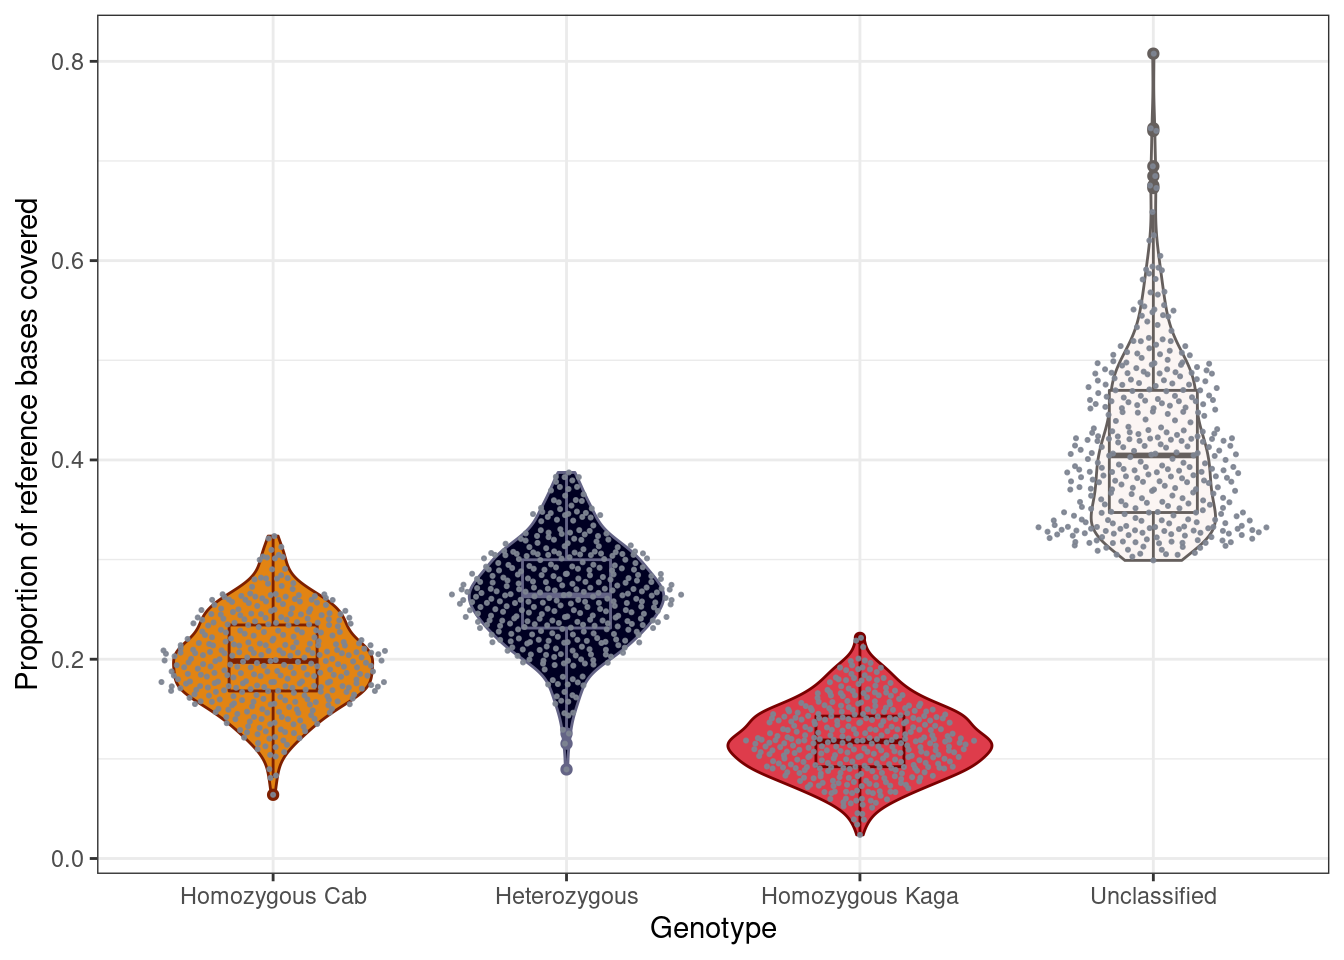 Proportion of reference bases covered
0.8
0.6
0.4
0.2
0.0
Homozygous Cab
Heterozygous
Homozygous Kaga
Unclassified
Genotype